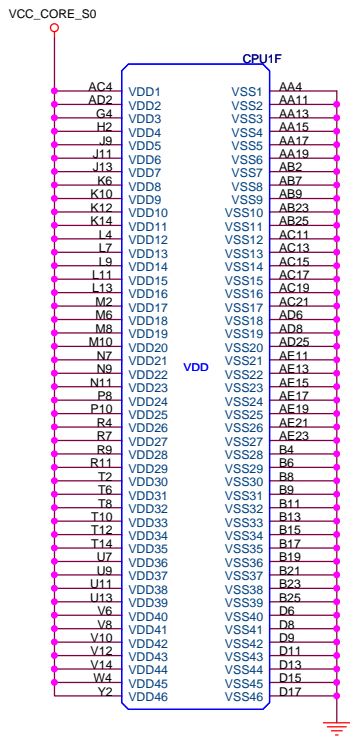 VCC_CORE_S0
CPU1F
AC4 VDD1 VSS1 AA4
AD2 VDD2 VSS2 AA11
G4 VDD3 VSS3 AA13
H2 VDD4 VSS4 AA15
J9 VDD5 VSS5 AA17
J11 VDD6 VSS6 AA19
J13 VDD7 VSS7 AB2
K6 VDD8 VSS8 AB7
K10 VDD9 VSS9 AB9
K12 VDD10 VSS10 AB23
K14 VDD11 VSS11 AB25
L4 VDD12 VSS12 AC11
L7 VDD13 VSS13 AC13
L9 VDD14 VSS14 AC15
L11 VDD15 VSS15 AC17
L13 VDD16 VSS16 AC19
M2 VDD17 VSS17 AC21
M6 VDD18 VSS18 AD6
M8 VDD19 VSS19 AD8
M10 VDD20 VSS20 AD25
N7 VDD21 VSS21 AE11
N9 VDD22 VSS22 AE13
VDD
N11 VDD23 VSS23 AE15
P8 VDD24 VSS24 AE17
P10 VDD25 VSS25 AE19
R4 VDD26 VSS26 AE21
R7 VDD27 VSS27 AE23
R9 VDD28 VSS28 B4
R11 VDD29 VSS29 B6
T2 VDD30 VSS30 B8
T6 VDD31 VSS31 B9
T8 VDD32 VSS32 B11
T10 VDD33 VSS33 B13
T12 VDD34 VSS34 B15
T14 VDD35 VSS35 B17
U7 VDD36 VSS36 B19
U9 VDD37 VSS37 B21
U11 VDD38 VSS38 B23
U13 VDD39 VSS39 B25
V6 VDD40 VSS40 D6
V8 VDD41 VSS41 D8
V10 VDD42 VSS42 D9
V12 VDD43 VSS43 D11
V14 VDD44 VSS44 D13
W4 VDD45 VSS45 D15
Y2 VDD46 VSS46 D17